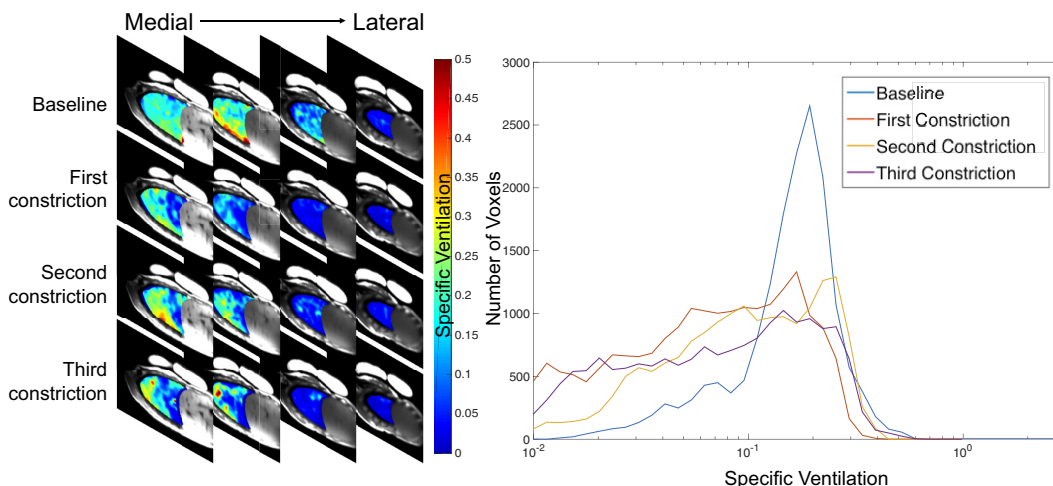 Medial
Lateral
Baseline
First
constriction
Second
constriction
Third
constriction
0.5
0.45
0.4
0.35
0.3
0.25
0.2
0.15
0.1
0.05
0
Specific Ventilation
3000
2500
2000
1500
1000
500
0
Number of Voxels
10-2
10-1
100
Specific Ventilation
Baseline
First Constriction
Second Constriction
Third Constriction